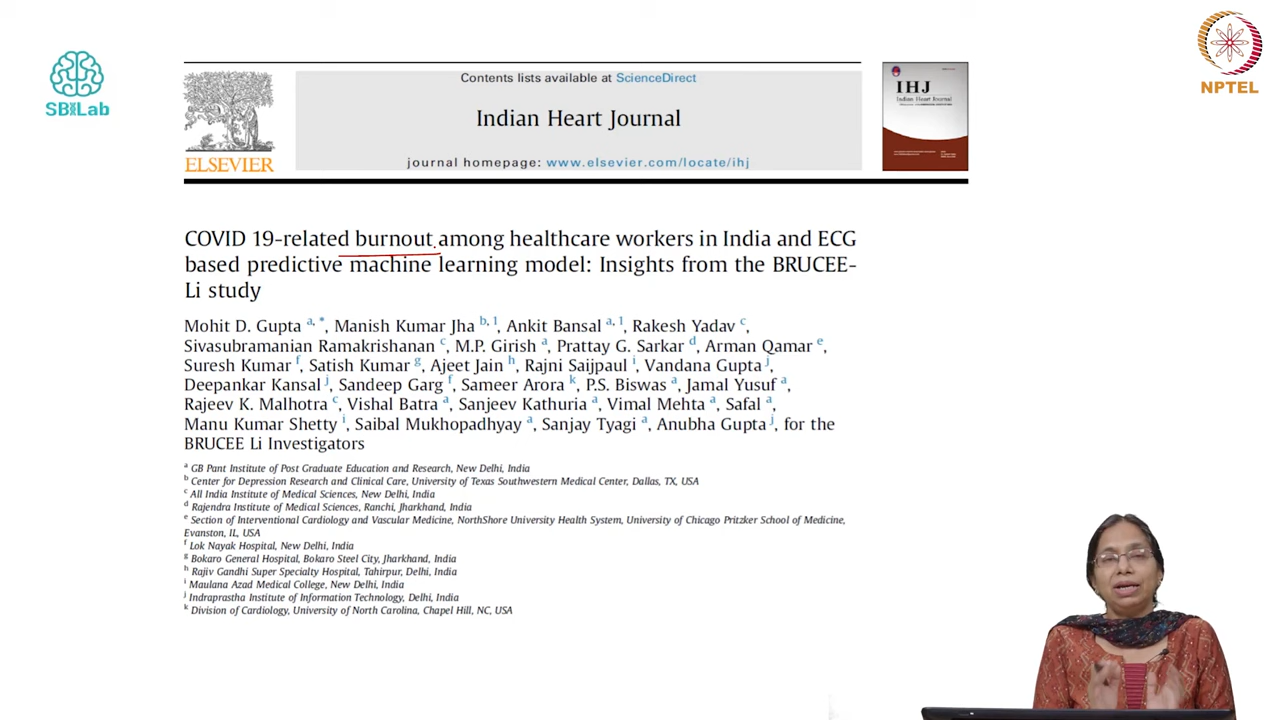 SBILab
NPTEL
Contents lists available at ScienceDirect
Indian Heart Journal
journal homepage: www.elsevier.com/locate/ihj
ELSEVIER
IHJ
Indian Heart Journal
COVID 19-related burnout among healthcare workers in India and ECG
based predictive machine learning model: Insights from the BRUCEE-
Li study
Mohit D. Gupta a, *, Manish Kumar Jha b, 1, Ankit Bansal a, 1, Rakesh Yadav c,
Sivasubramanian Ramakrishanan c, M.P. Girish a, Prattay G. Sarkar d, Arman Qamar e,
Suresh Kumar f, Satish Kumar g, Ajeet Jain h, Rajni Saijpaul i, Vandana Gupta j,
Deepankar Kansal j, Sandeep Garg f, Sameer Arora k, P.S. Biswas a, Jamal Yusuf a,
Rajeev K. Malhotra c, Vishal Batra a, Sanjeev Kathuria a, Vimal Mehta a, Safal a,
Manu Kumar Shetty i, Saibal Mukhopadhyay a, Sanjay Tyagi a, Anubha Gupta j, for the
BRUCEE Li Investigators
a GB Pant Institute of Post Graduate Education and Research, New Delhi, India
b Center for Depression Research and Clinical Care, University of Texas Southwestern Medical Center, Dallas, TX, USA
c All India Institute of Medical Sciences, New Delhi, India
d Rajendra Institute of Medical Sciences, Ranchi, Jharkhand, India
e Section of Interventional Cardiology and Vascular Medicine, NorthShore University Health System, University of Chicago Pritzker School of Medicine,
Evanston, IL, USA
f Lok Nayak Hospital, New Delhi, India
g Bokaro General Hospital, Bokaro Steel City, Jharkhand, India
h Rajiv Gandhi Super Specialty Hospital, Tahirpur, Delhi, India
i Maulana Azad Medical College, New Delhi, India
j Indraprastha Institute of Information Technology, Delhi, India
k Division of Cardiology, University of North Carolina, Chapel Hill, NC, USA